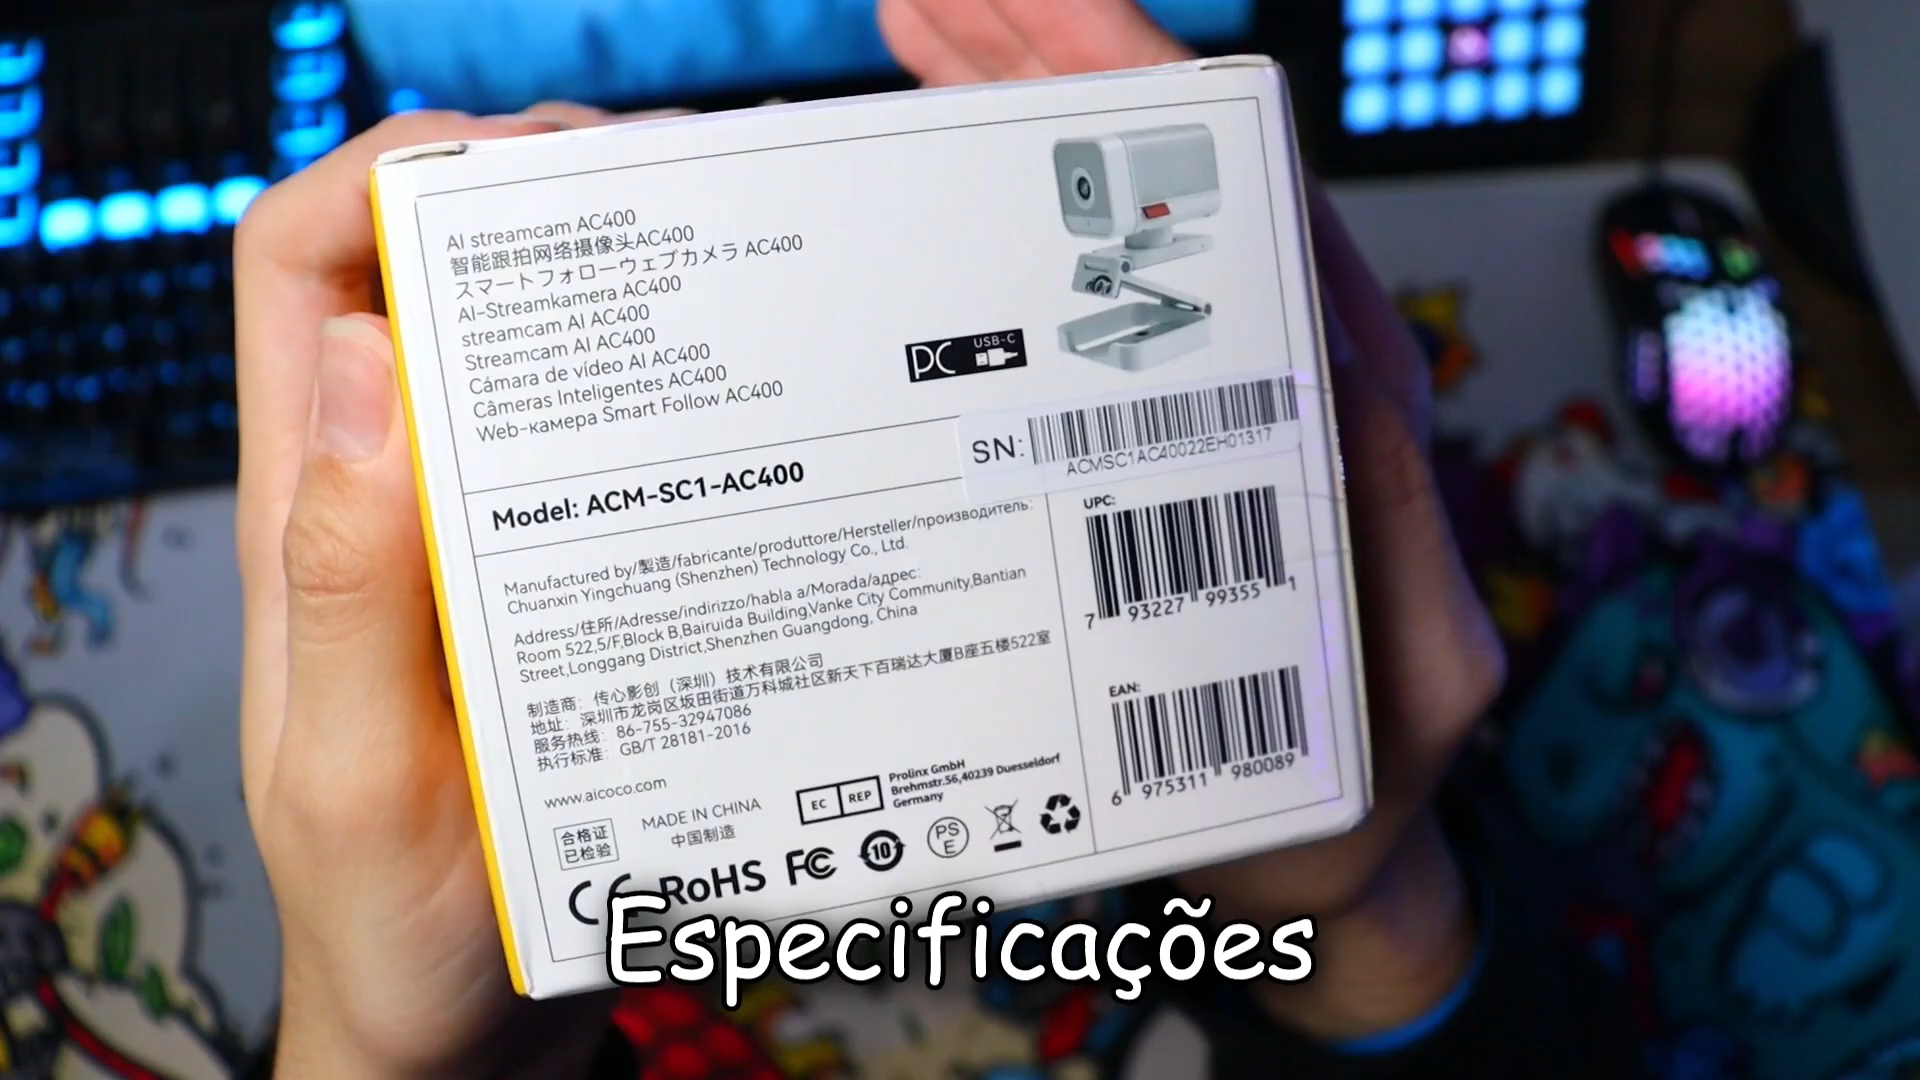 AI streamcam AC400
智能跟拍网络摄像头AC400
スマートフォローウェブカメラ AC400
AI-Streamkamera AC400
streamcam AI AC400
Streamcam AI AC400
Cámara de vídeo AI AC400
Câmeras Inteligentes AC400
Web-камера Smart Follow AC400
PC USB-C
SN:
ACMSC1AC40022EH01317
Model: ACM-SC1-AC400
Manufactured by/製造/fabricante/produttore/Hersteller/производитель:
Chuanxin Yingchuang (Shenzhen) Technology Co., Ltd.
Address/住所/Adresse/indirizzo/habla a/Morada/адрес:
Room 522,5/F,Block B,Bairuida Building,Vanke City Community,Bantian
Street,Longgang District,Shenzhen Guangdong, China
制造商：传心影创（深圳）技术有限公司
地址：深圳市龙岗区坂田街道万科城社区新天下百瑞达大厦B座五楼522室
服务热线：86-755-32947086
执行标准：GB/T 28181-2016
www.aicoco.com
合格证
已检验
MADE IN CHINA
中国制造
EC REP
Prolinx GmbH
Brehmstr.56,40239 Duesseldorf
Germany
CE RoHS FC 10 PS
E
UPC:
7 93227 99355 1
EAN:
6 975311 980089
Especificações